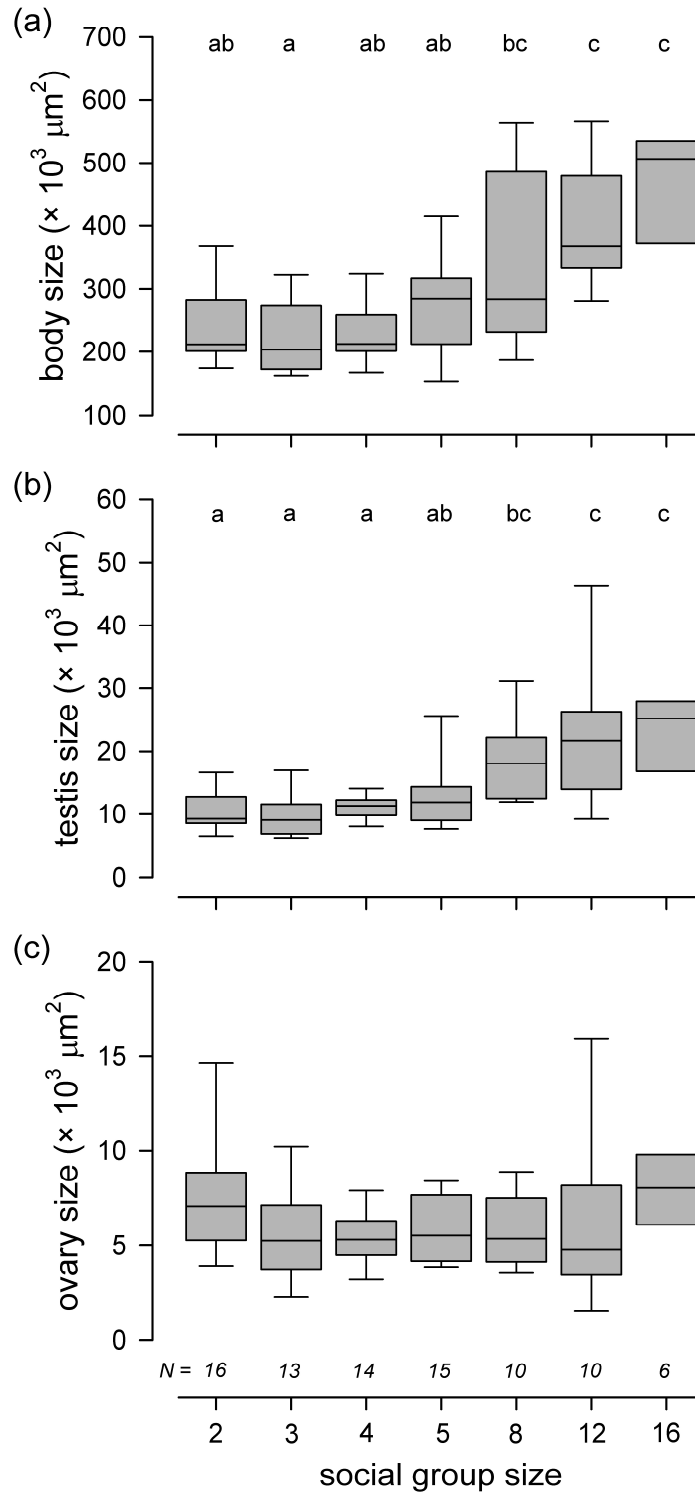 (a)
body size (× 10³ µm²)
700
600
500
400
300
200
100
ab a ab ab bc c c
(b)
testis size (× 10³ µm²)
60
50
40
30
20
10
0
a a a ab bc c c
(c)
ovary size (× 10³ µm²)
20
15
10
5
0
N = 16 13 14 15 10 10 6
2 3 4 5 8 12 16
social group size